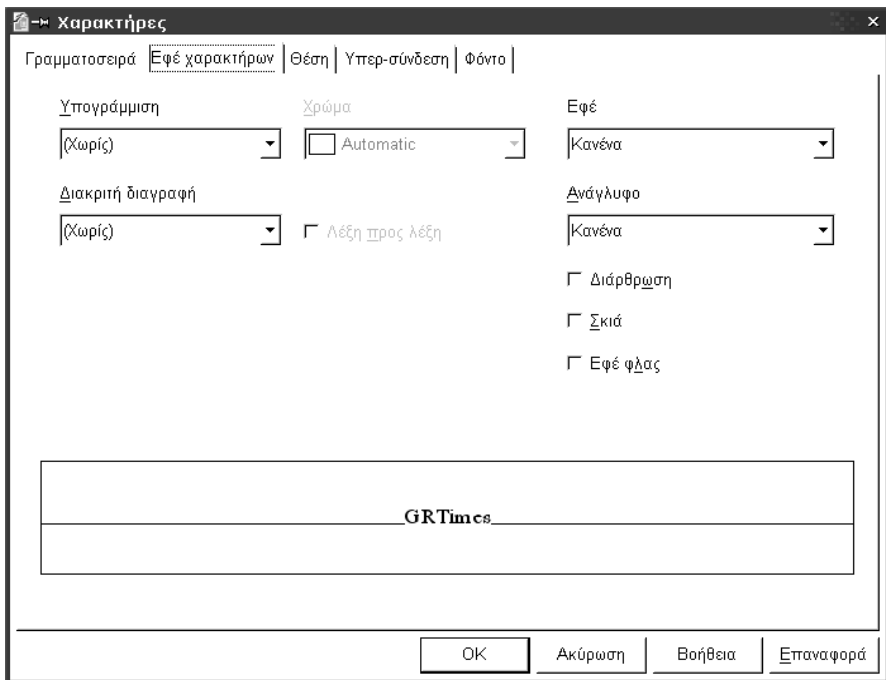 Χαρακτήρες
Γραμματοσειρά Εφέ χαρακτήρων Θέση Υπερ-σύνδεση Φόντο
Υπογράμμιση Χρώμα Εφέ
(Χωρίς) Automatic Κανένα
Διακριτή διαγραφή Ανάγλυφο
(Χωρίς) Λέξη προς λέξη Κανένα
Διάρθρωση
Σκιά
Εφέ φλας
GRTimes
OK Ακύρωση Βοήθεια Επαναφορά